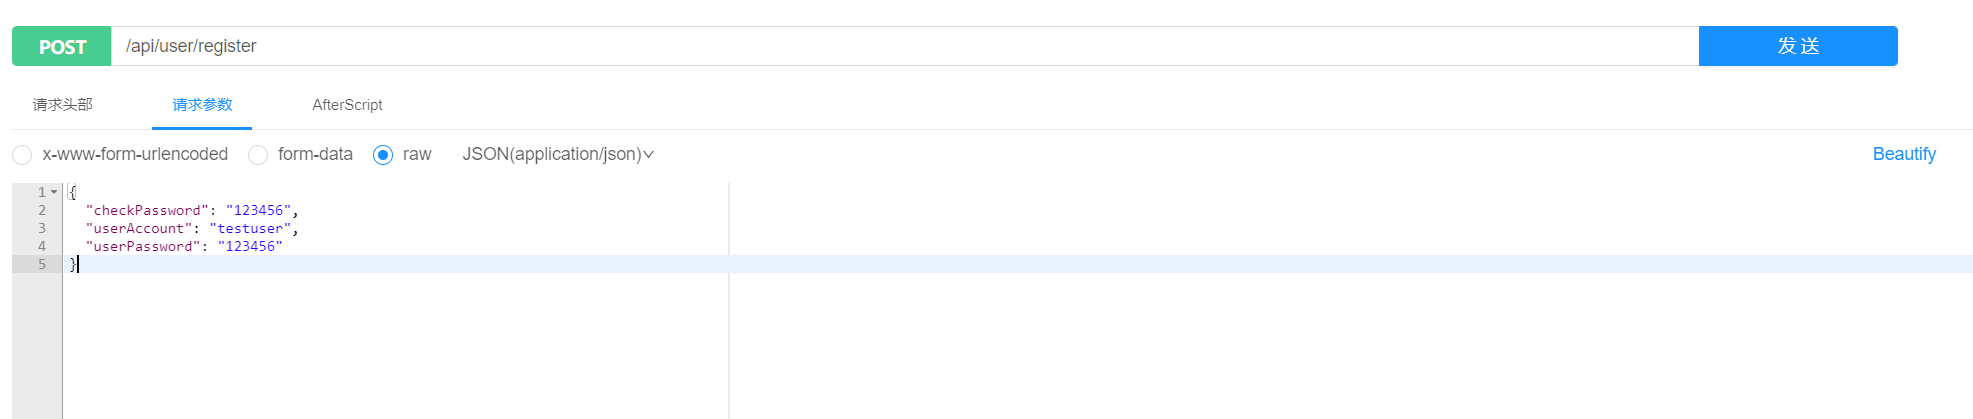 POST /api/user/register 发 送
请求头部 请求参数 AfterScript
x-www-form-urlencoded form-data raw JSON(application/json) Beautify
1 {
2 "checkPassword": "123456",
3 "userAccount": "testuser",
4 "userPassword": "123456"
5 }